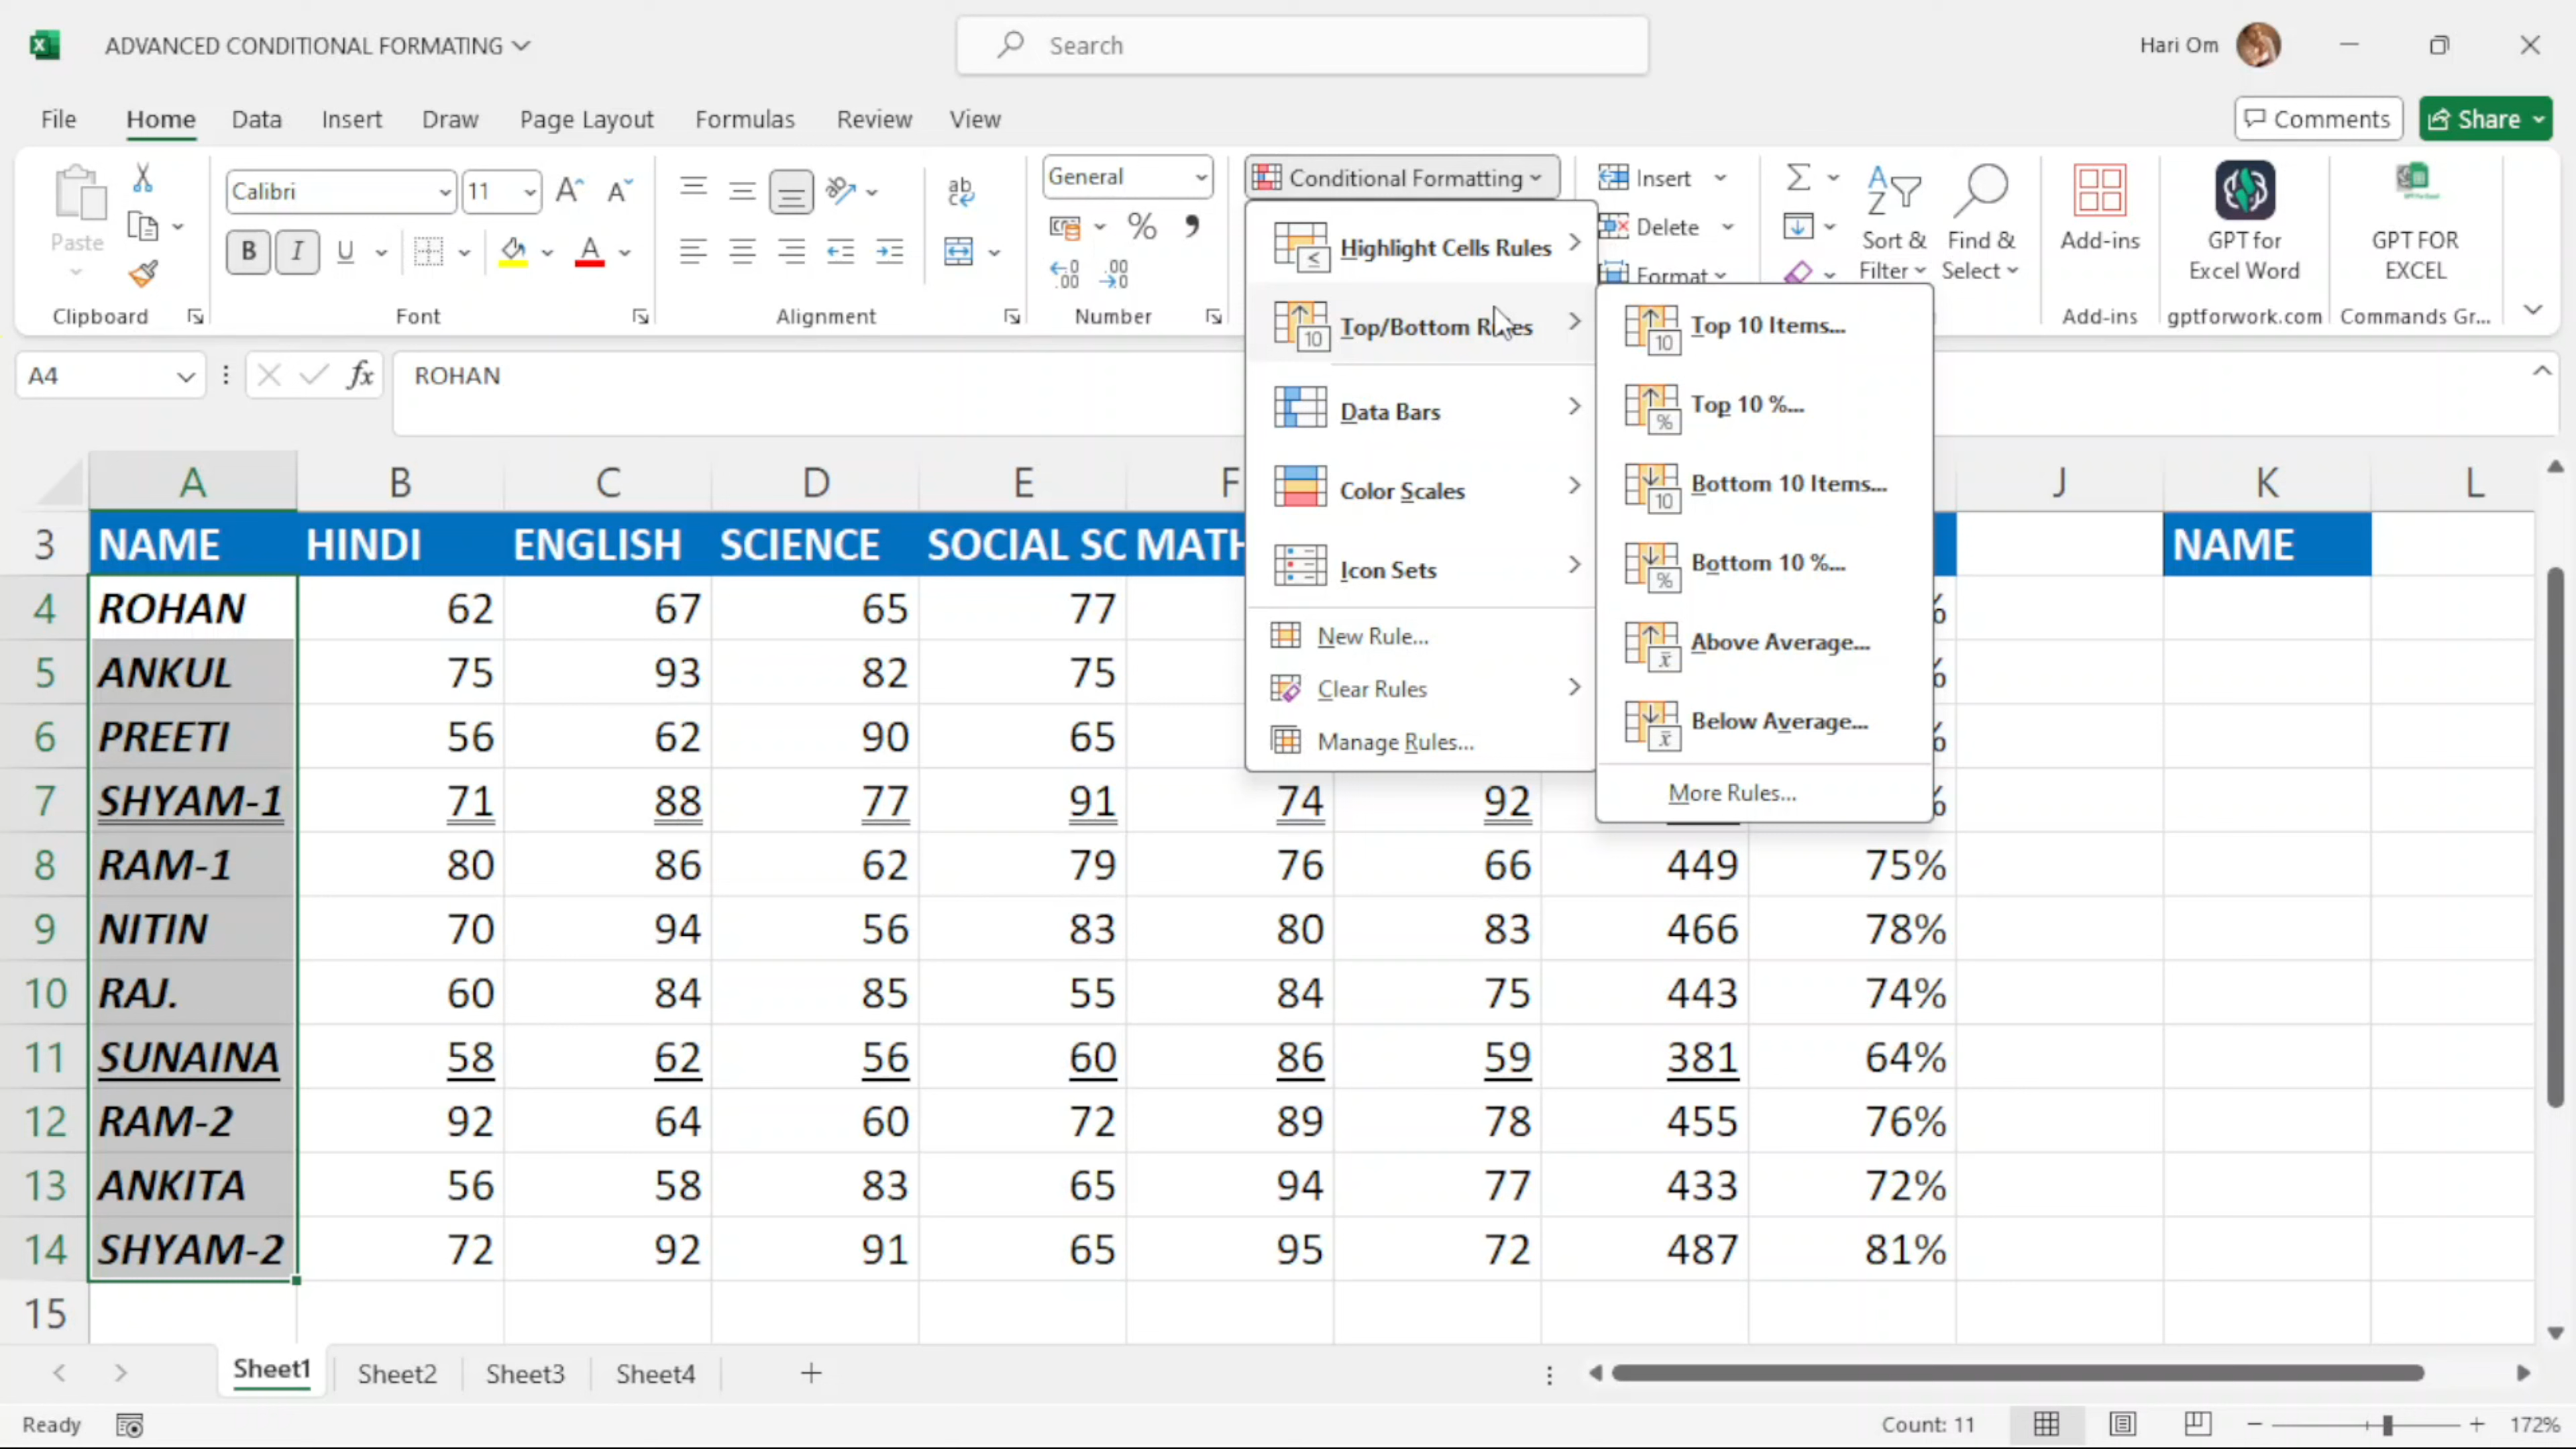 ADVANCED CONDITIONAL FORMATING
Search
Hari Om
File Home Data Insert Draw Page Layout Formulas Review View
Comments Share
Paste
Clipboard
Calibri 11
B I U A
Font
ab
Alignment
General
% ,
Number
Conditional Formatting
Highlight Cells Rules
Top/Bottom Rules
Data Bars
Color Scales
Icon Sets
New Rule...
Clear Rules
Manage Rules...
Top 10 Items...
Top 10 %...
Bottom 10 Items...
Bottom 10 %...
Above Average...
Below Average...
More Rules...
Insert
Delete
Format
Sort & Filter
Find & Select
Add-ins
Add-ins
GPT for Excel Word
gptforwork.com
GPT FOR EXCEL
Commands Gr...
A4 fx ROHAN
A B C D E F J K L
3 NAME HINDI ENGLISH SCIENCE SOCIAL SC MATH NAME
4 ROHAN 62 67 65 77 %
5 ANKUL 75 93 82 75 %
6 PREETI 56 62 90 65 %
7 SHYAM-1 71 88 77 91 74 92 %
8 RAM-1 80 86 62 79 76 66 449 75%
9 NITIN 70 94 56 83 80 83 466 78%
10 RAJ. 60 84 85 55 84 75 443 74%
11 SUNAINA 58 62 56 60 86 59 381 64%
12 RAM-2 92 64 60 72 89 78 455 76%
13 ANKITA 56 58 83 65 94 77 433 72%
14 SHYAM-2 72 92 91 65 95 72 487 81%
15
Sheet1 Sheet2 Sheet3 Sheet4
Ready Count: 11 172%